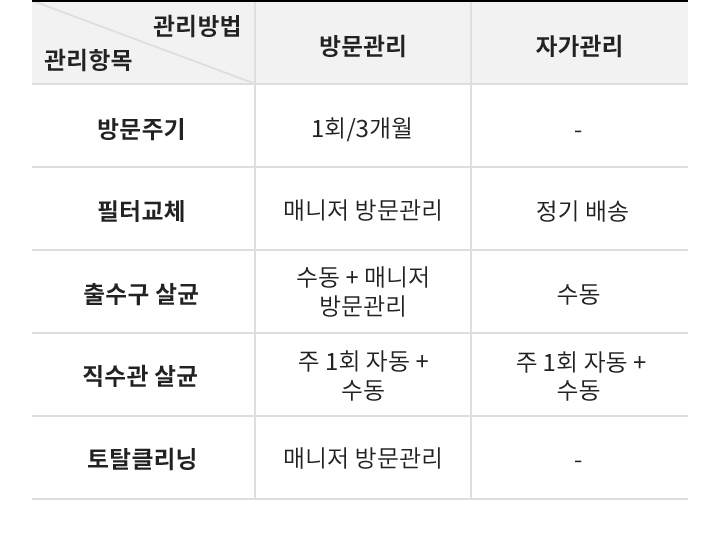 관리방법
관리항목
방문관리
자가관리
방문주기
1회/3개월
-
필터교체
매니저 방문관리
정기 배송
출수구 살균
수동 + 매니저
방문관리
수동
직수관 살균
주 1회 자동 +
수동
주 1회 자동 +
수동
토탈클리닝
매니저 방문관리
-